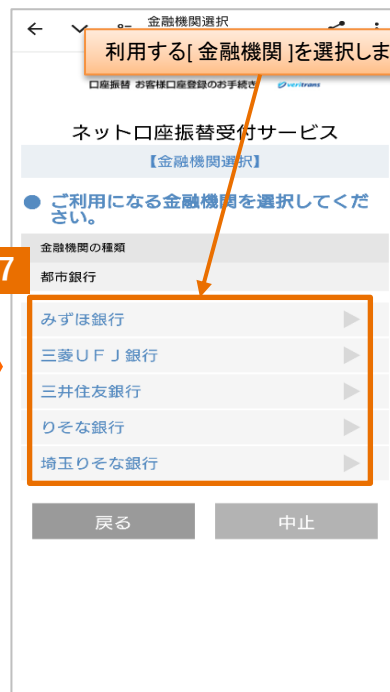 金融機関選択
利用する[ 金融機関 ]を選択しま
口座振替 お客様口座登録のお手続き veritrans
ネット口座振替受付サービス
【金融機関選択】
● ご利用になる金融機関を選択してくだ
さい。
金融機関の種類
7
都市銀行
みずほ銀行
三菱ＵＦＪ銀行
三井住友銀行
りそな銀行
埼玉りそな銀行
戻る 中止